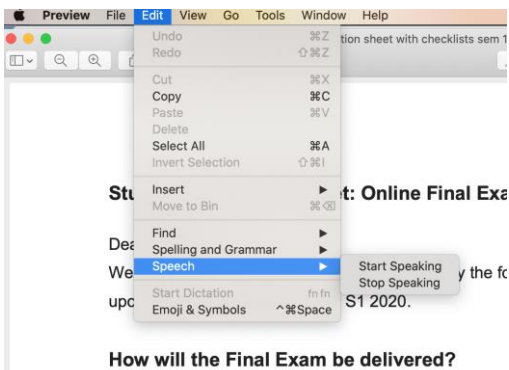 Preview File Edit View Go Tools Window Help
tion sheet with checklists sem 1
Undo ⌘Z
Redo ⇧⌘Z
Cut ⌘X
Copy ⌘C
Paste ⌘V
Delete
Select All ⌘A
Invert Selection ⇧⌘I
Insert ▶
Move to Bin ⌘⌫
Find ▶
Spelling and Grammar ▶
Speech ▶
Start Speaking
Stop Speaking
Start Dictation fn fn
Emoji & Symbols ^⌘Space
Stu t: Online Final Exa
Dea
We y the fo
upc S1 2020.
How will the Final Exam be delivered?